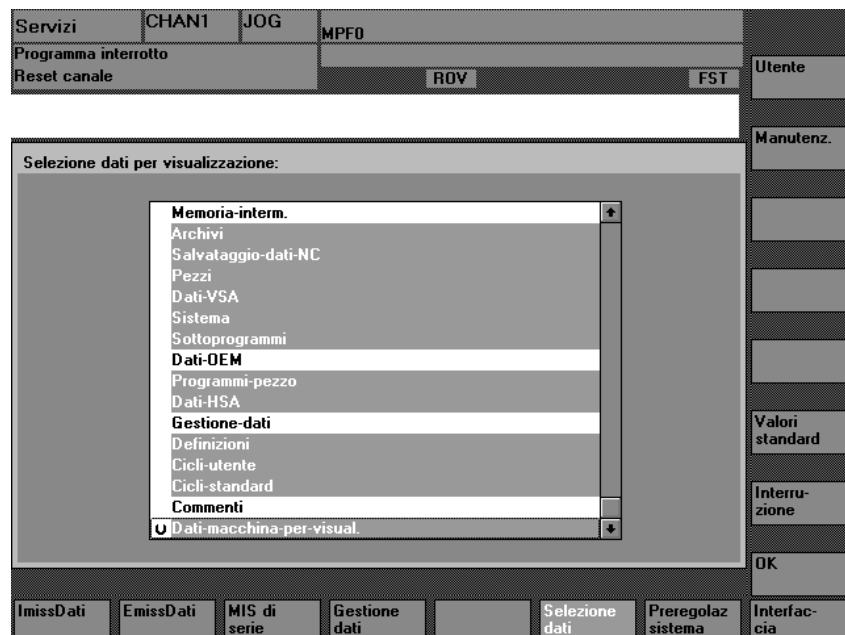 Servizi
CHAN1
JOG
MPF0
Programma interrotto
Reset canale
ROV
FST
Utente
Manutenz.
Selezione dati per visualizzazione:
Memoria-interm.
Archivi
Salvataggio-dati-NC
Pezzi
Dati-VSA
Sistema
Sottoprogrammi
Dati-OEM
Programmi-pezzo
Dati-HSA
Gestione-dati
Definizioni
Cicli-utente
Cicli-standard
Commenti
Dati-macchina-per-visual.
Valori
standard
Interru-
zione
OK
ImissDati
EmissDati
MIS di
serie
Gestione
dati
Selezione
dati
Preregolaz
sistema
Interfac-
cia